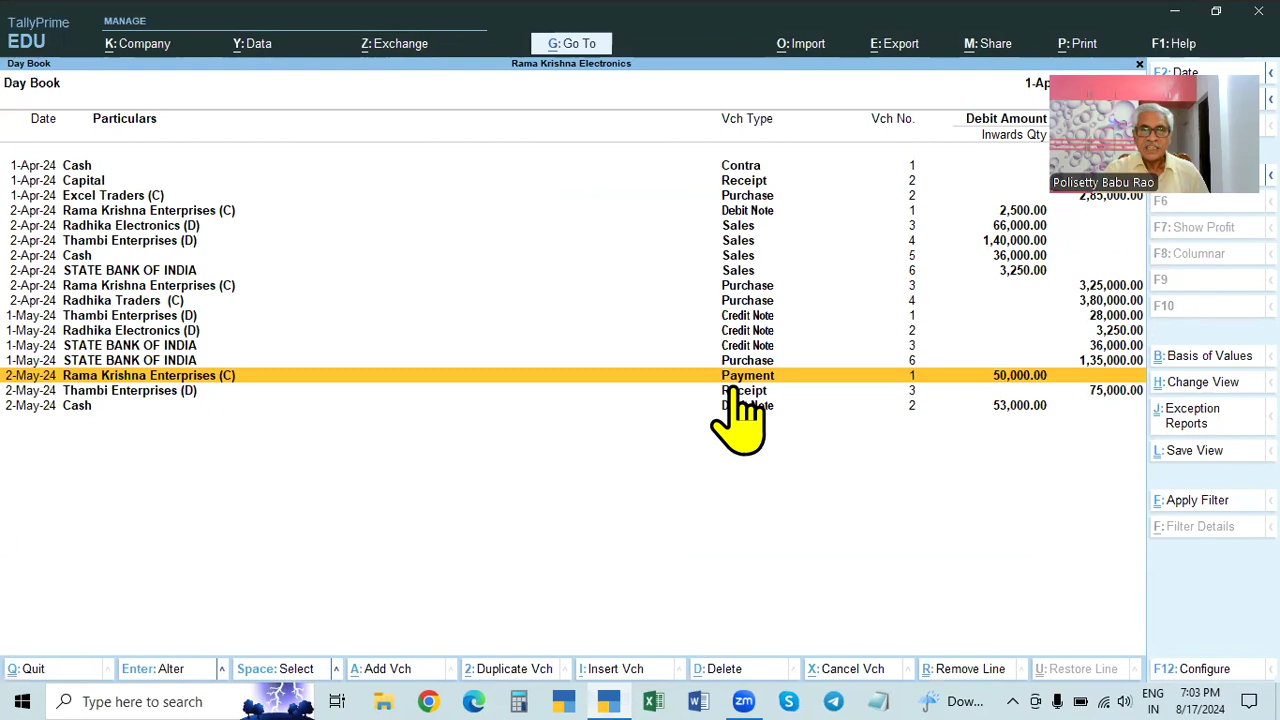 TallyPrime
EDU
MANAGE
K: Company Y: Data Z: Exchange G: Go To O: Import E: Export M: Share P: Print F1: Help
Day Book Rama Krishna Electronics
F2: Date
Day Book 1-Ap
Date Particulars Vch Type Vch No. Debit Amount
Inwards Qty
1-Apr-24 Cash Contra 1
1-Apr-24 Capital Receipt 2
1-Apr-24 Excel Traders (C) Purchase 2 2,85,000.00
2-Apr-24 Rama Krishna Enterprises (C) Debit Note 1 2,500.00
2-Apr-24 Radhika Electronics (D) Sales 3 66,000.00
2-Apr-24 Thambi Enterprises (D) Sales 4 1,40,000.00
2-Apr-24 Cash Sales 5 36,000.00
2-Apr-24 STATE BANK OF INDIA Sales 6 3,250.00
2-Apr-24 Rama Krishna Enterprises (C) Purchase 3 3,25,000.00
2-Apr-24 Radhika Traders (C) Purchase 4 3,80,000.00
1-May-24 Thambi Enterprises (D) Credit Note 1 28,000.00
1-May-24 Radhika Electronics (D) Credit Note 2 3,250.00
1-May-24 STATE BANK OF INDIA Credit Note 3 36,000.00
1-May-24 STATE BANK OF INDIA Purchase 6 1,35,000.00
2-May-24 Rama Krishna Enterprises (C) Payment 1 50,000.00
2-May-24 Thambi Enterprises (D) Receipt 3 75,000.00
2-May-24 Cash Debit Note 2 53,000.00
Polisetty Babu Rao
F6
F7: Show Profit
F8: Columnar
F9
F10
B: Basis of Values
H: Change View
J: Exception
Reports
L: Save View
F: Apply Filter
F: Filter Details
Q: Quit Enter: Alter Space: Select A: Add Vch 2: Duplicate Vch I: Insert Vch D: Delete X: Cancel Vch R: Remove Line U: Restore Line F12: Configure
Type here to search Dow... ENG
IN 7:03 PM
8/17/2024